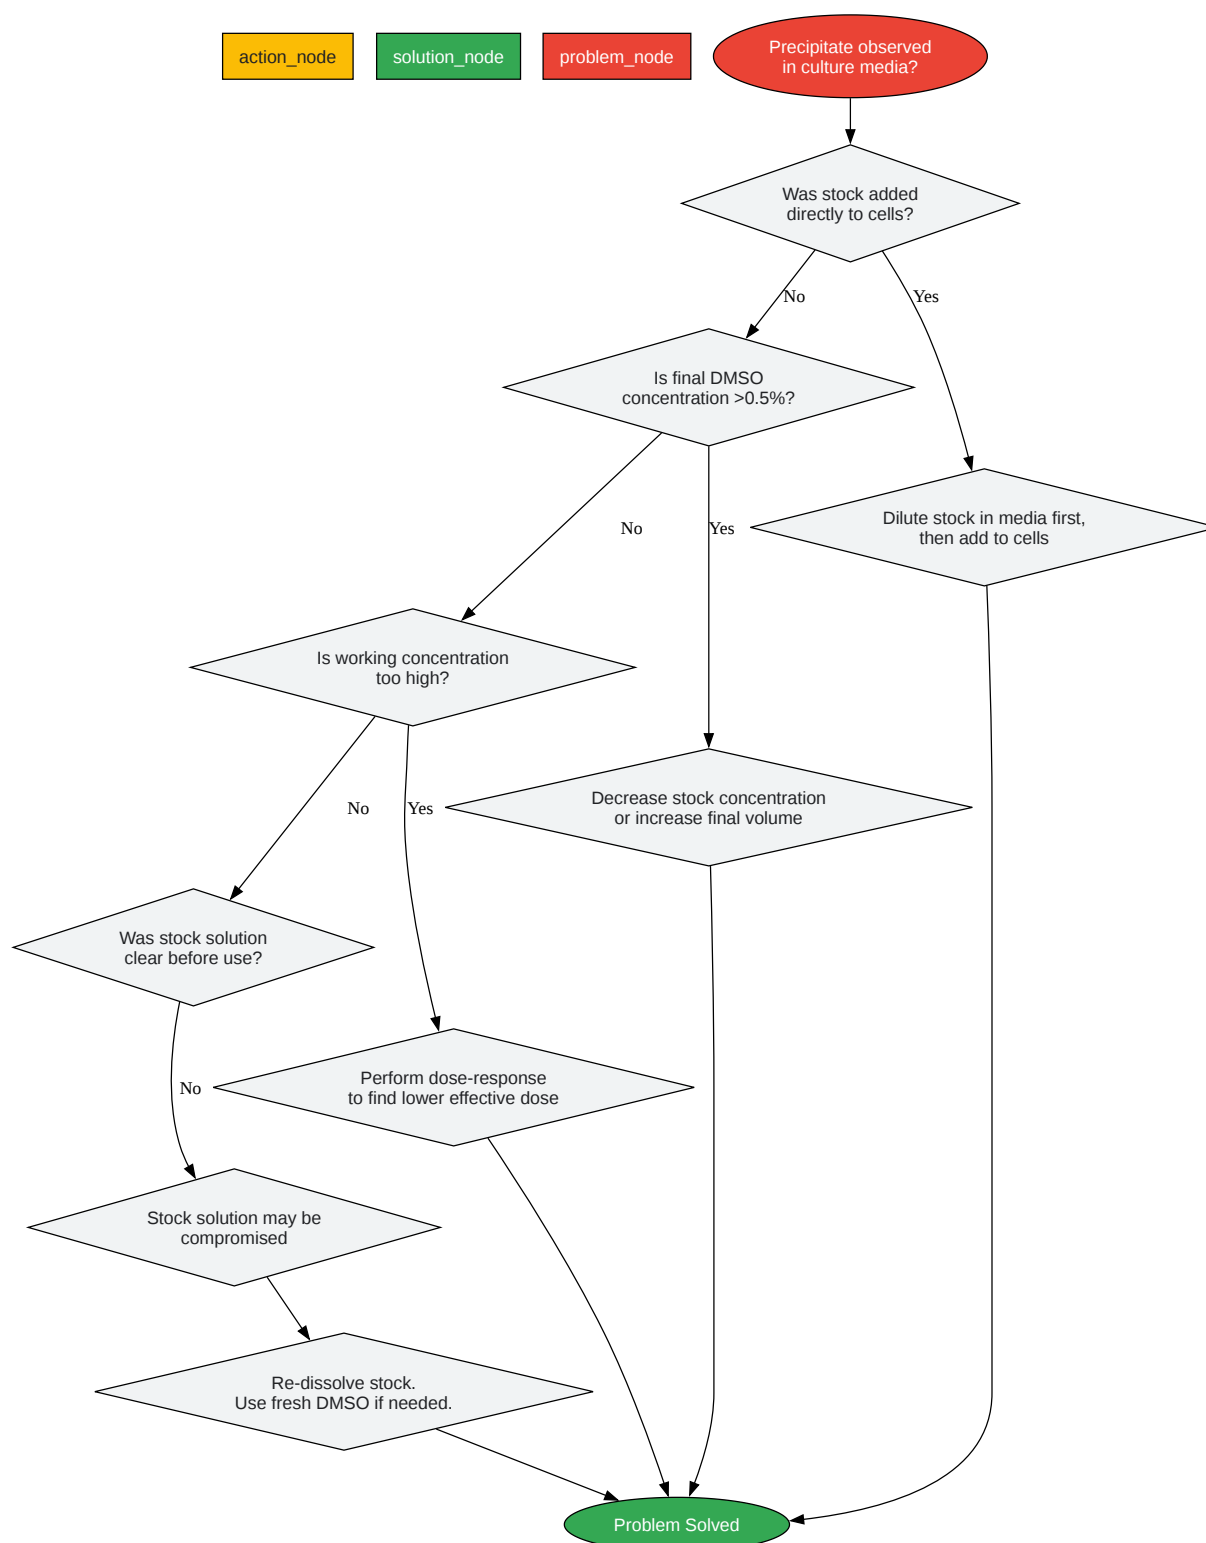 action_node
solution_node
problem_node
Precipitate observed
in culture media?
Was stock added
directly to cells?
No
Yes
Is final DMSO
concentration >0.5%?
Dilute stock in media first,
then add to cells
No
Yes
Is working concentration
too high?
Decrease stock concentration
or increase final volume
No
Yes
Was stock solution
clear before use?
Perform dose-response
to find lower effective dose
No
Stock solution may be
compromised
Re-dissolve stock.
Use fresh DMSO if needed.
Problem Solved